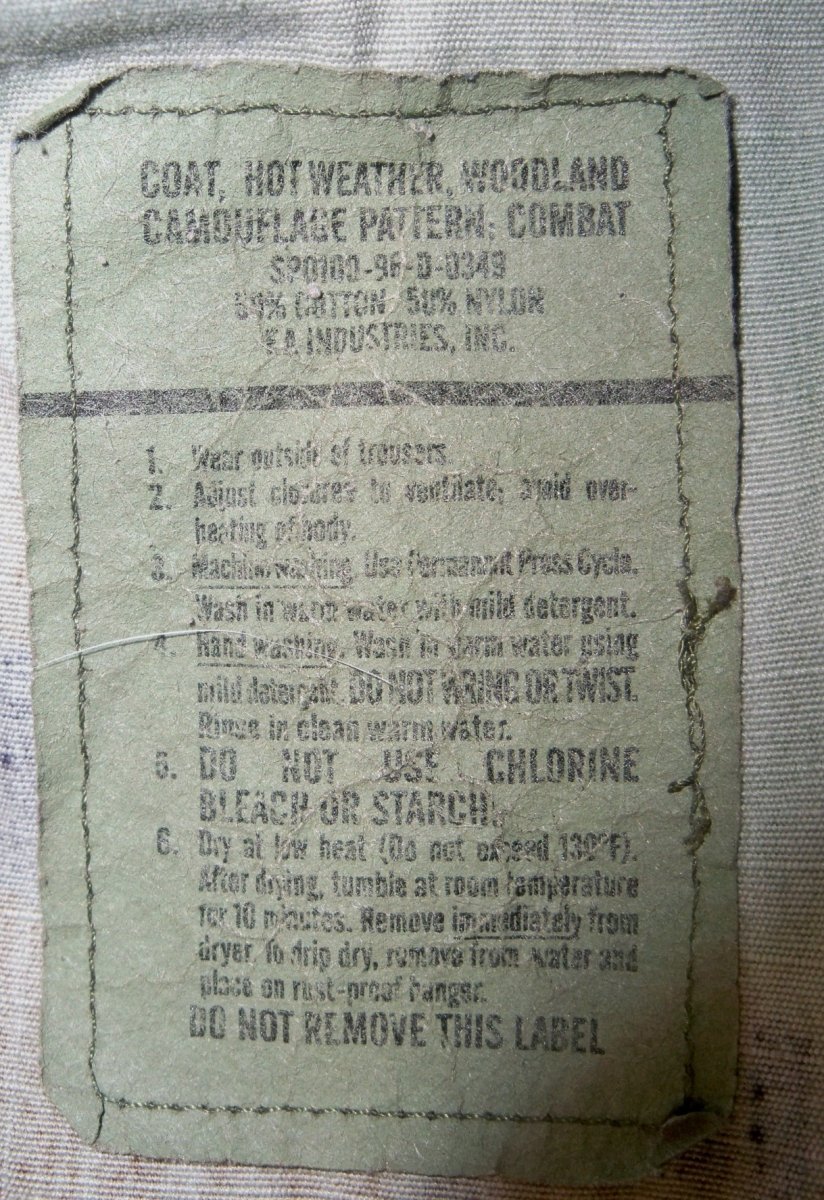 COAT, HOT WEATHER, WOODLAND
CAMOUFLAGE PATTERN; COMBAT
SPO100-96-D-0349
50% COTTON 50% NYLON
INDUSTRIES, INC.
1. Wear outside of trousers.
2. Adjust closures to ventilate; avoid over-
heating of body.
3. Machine washing. Use Permanent Press Cycle.
Wash in warm water with mild detergent.
4. Hand washing. Wash in warm water using
mild detergent. DO NOT WRING OR TWIST.
Rinse in clean warm water.
5. DO NOT USE CHLORINE
BLEACH OR STARCH.
6. Dry at low heat (Do not exceed 130°F).
After drying, tumble at room temperature
for 10 minutes. Remove immediately from
dryer. To drip dry, remove from water and
place on rust-proof hanger.
DO NOT REMOVE THIS LABEL